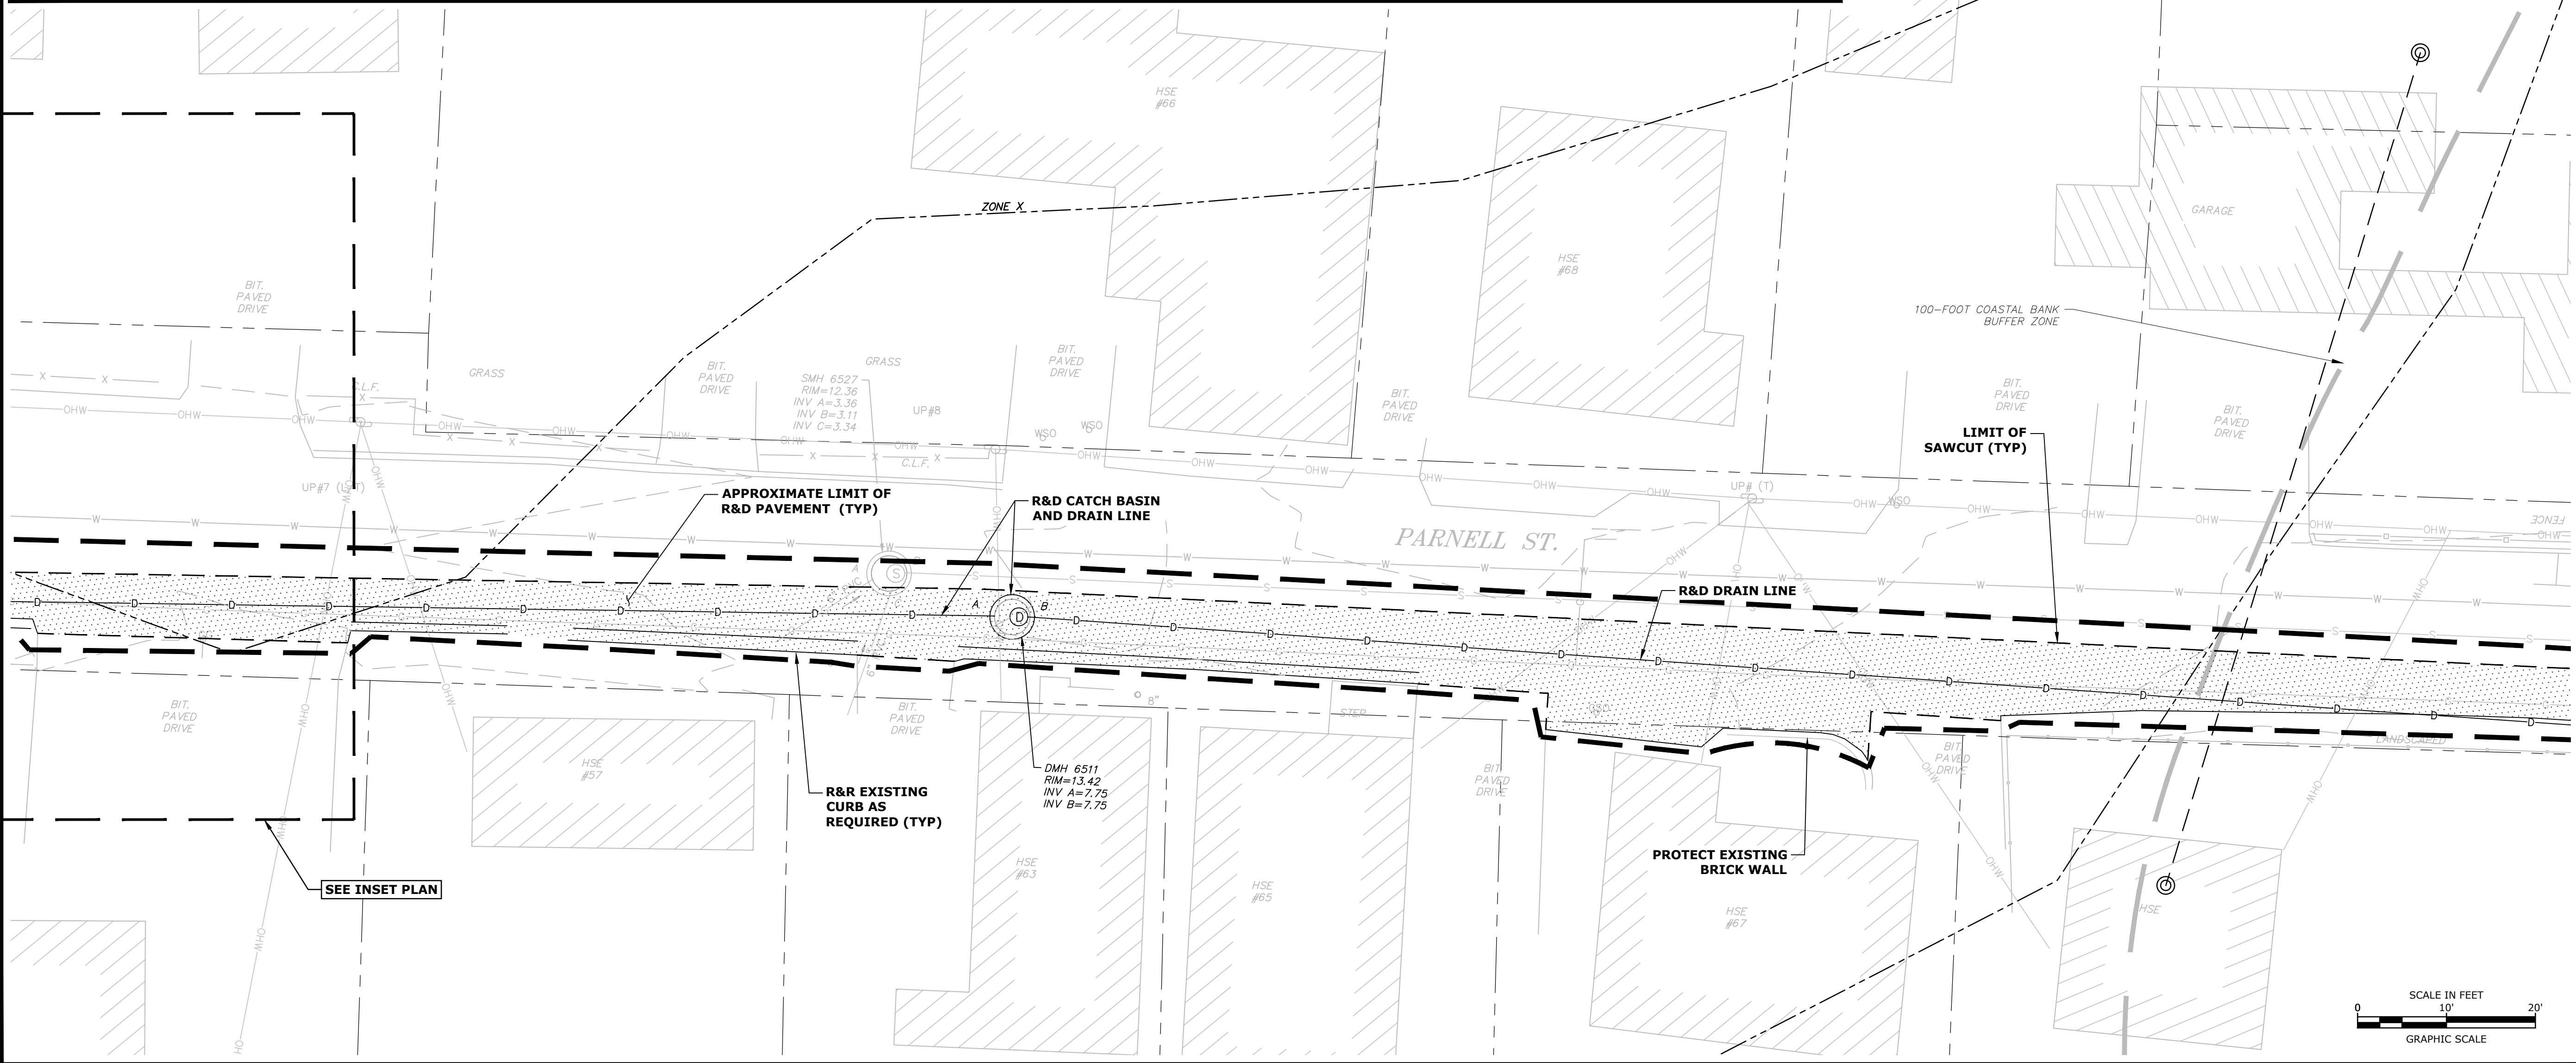 HSE
#66
ZONE X
HSE
#68
GARAGE
100-FOOT COASTAL BANK
BUFFER ZONE
BIT.
PAVED
DRIVE
GRASS
BIT.
PAVED
DRIVE
SMH 6527
RIM=12.36
INV A=3.36
INV B=3.11
INV C=3.34
GRASS
UP#8
BIT.
PAVED
DRIVE
WSO
WSO
BIT.
PAVED
DRIVE
BIT.
PAVED
DRIVE
BIT.
PAVED
DRIVE
C.L.F.
C.L.F.
LIMIT OF
SAWCUT (TYP)
UP#7
UP# (T)
WSO
FENCE
APPROXIMATE LIMIT OF
R&D PAVEMENT (TYP)
R&D CATCH BASIN
AND DRAIN LINE
PARNELL ST.
R&D DRAIN LINE
A
B
S
D
BIT.
PAVED
DRIVE
HSE
#57
BIT.
PAVED
DRIVE
8"
STEP
DMH 6511
RIM=13.42
INV A=7.75
INV B=7.75
R&R EXISTING
CURB AS
REQUIRED (TYP)
BIT.
PAVED
DRIVE
BIT.
PAVED
DRIVE
LANDSCAPED
PROTECT EXISTING
BRICK WALL
SEE INSET PLAN
HSE
#63
HSE
#65
HSE
#67
HSE
SCALE IN FEET
0 10' 20'
GRAPHIC SCALE